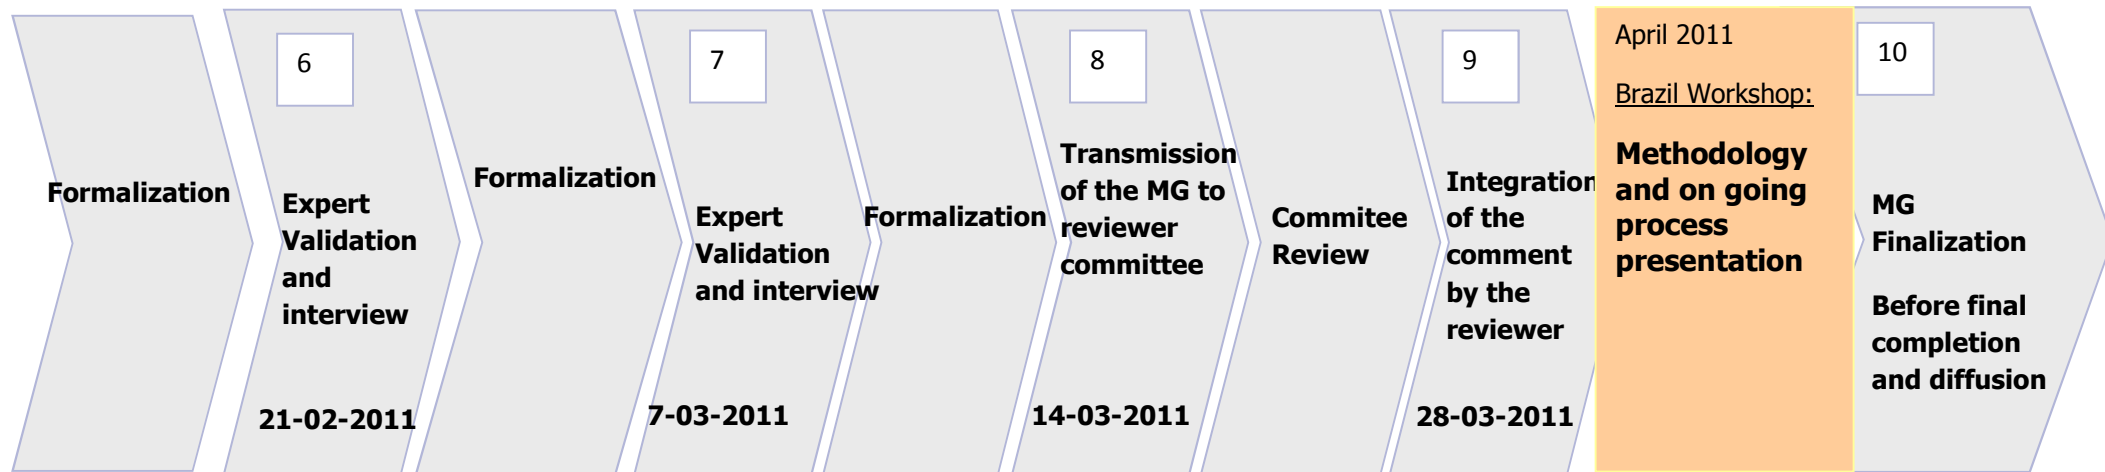 Formalization
6
Expert
Validation
and
interview
21-02-2011
Formalization
7
Expert
Validation
and interview
7-03-2011
Formalization
8
Transmission
of the MG to
reviewer
committee
14-03-2011
Commitee
Review
9
Integration
of the
comment
by the
reviewer
28-03-2011
April 2011
Brazil Workshop:
Methodology
and on going
process
presentation
10
MG
Finalization
Before final
completion
and diffusion